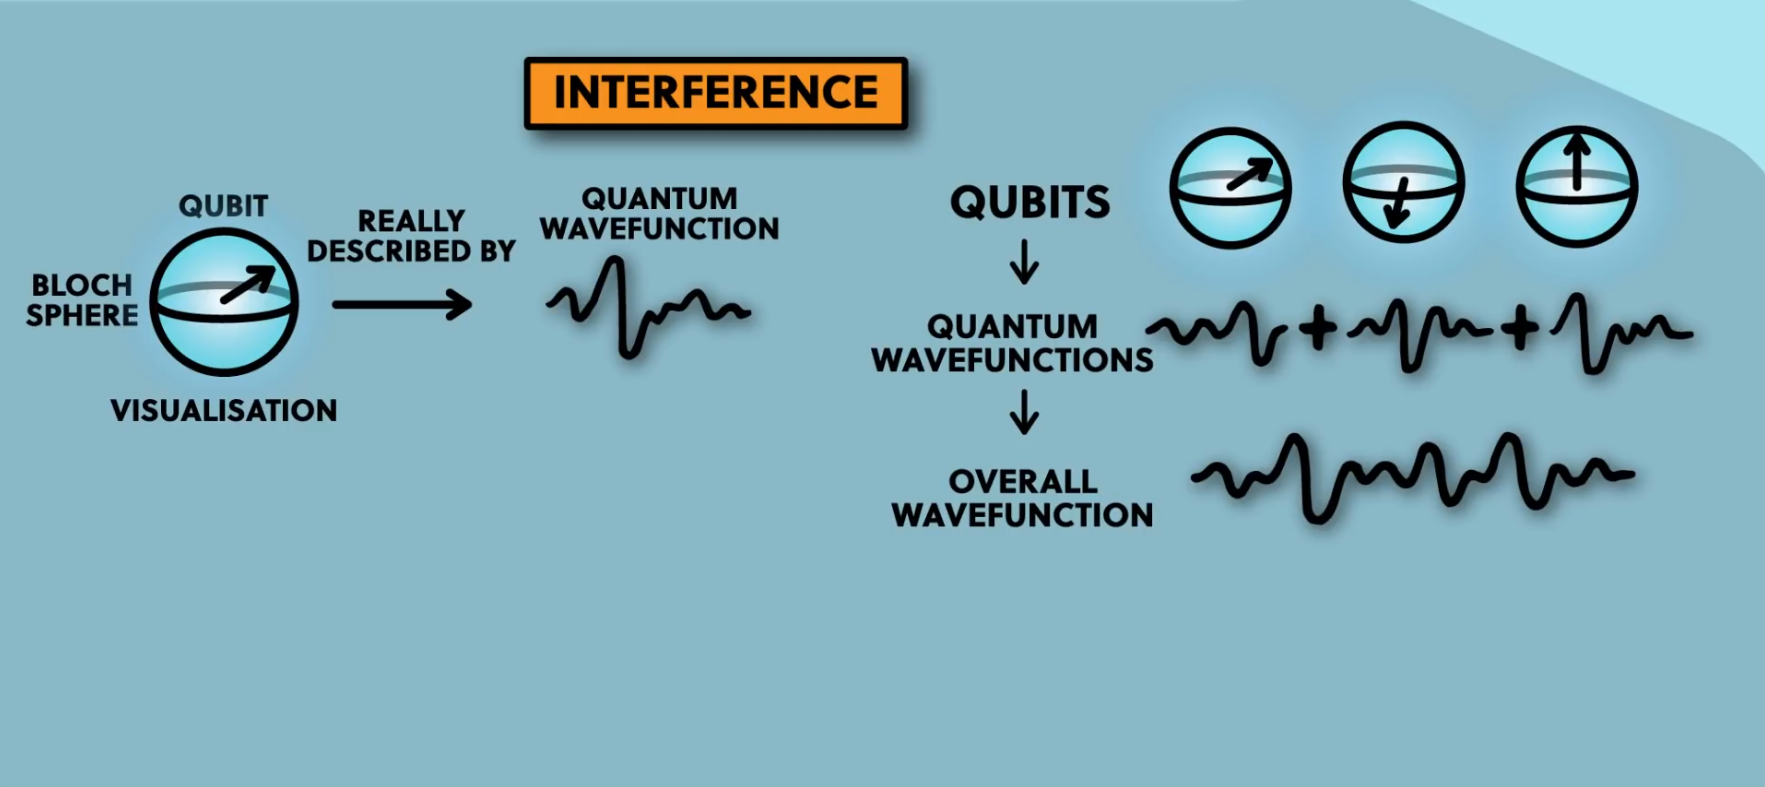 INTERFERENCE
QUBIT
BLOCH
SPHERE
VISUALISATION
REALLY
DESCRIBED BY
QUANTUM
WAVEFUNCTION
QUBITS
QUANTUM
WAVEFUNCTIONS
+ +
OVERALL
WAVEFUNCTION